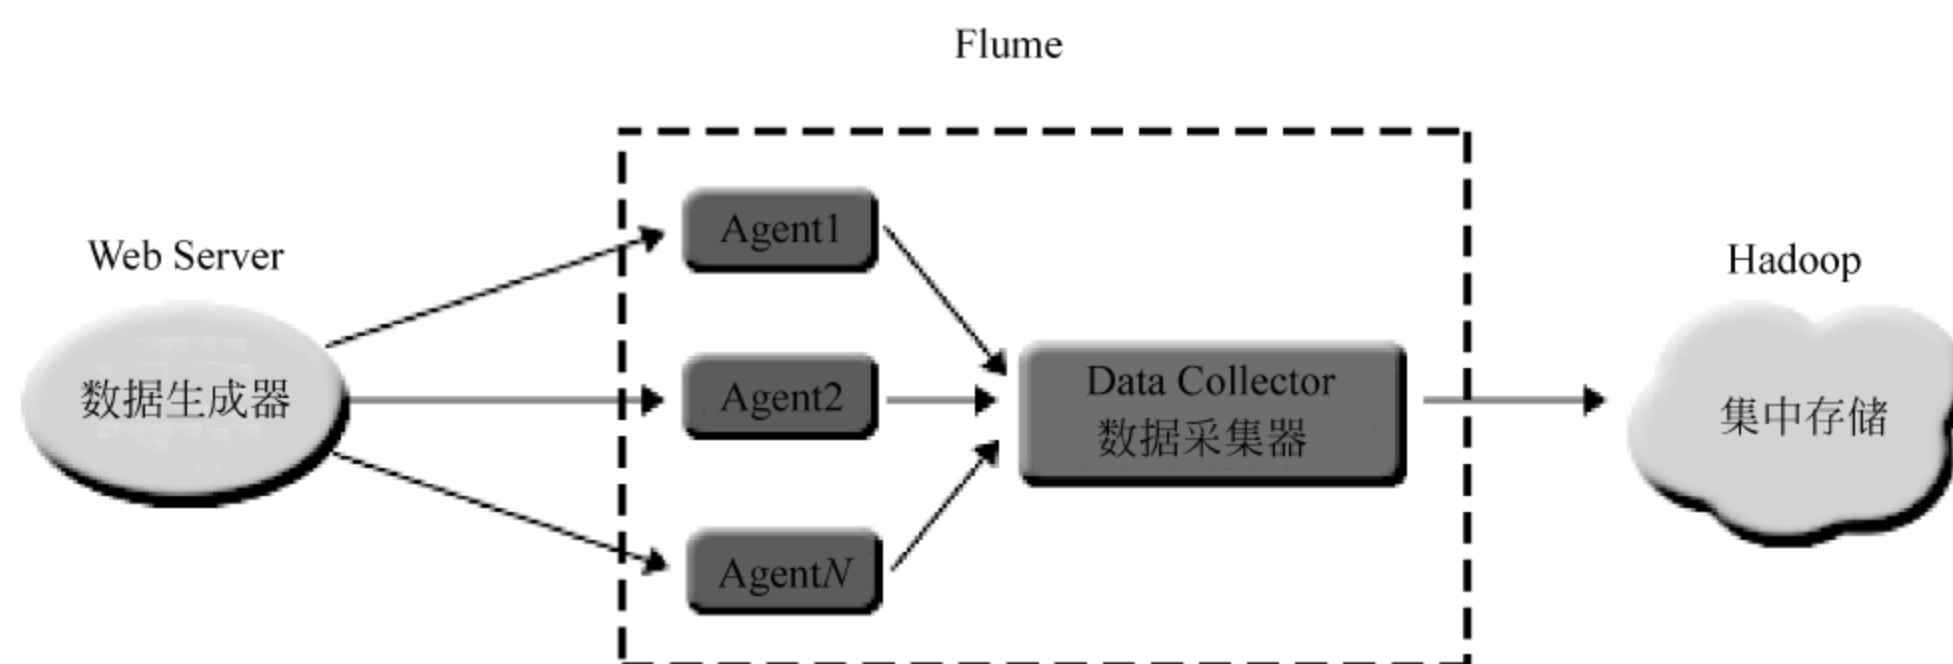 Flume
Web Server
数据生成器
Agent1
Agent2
AgentN
Data Collector
数据采集器
Hadoop
集中存储